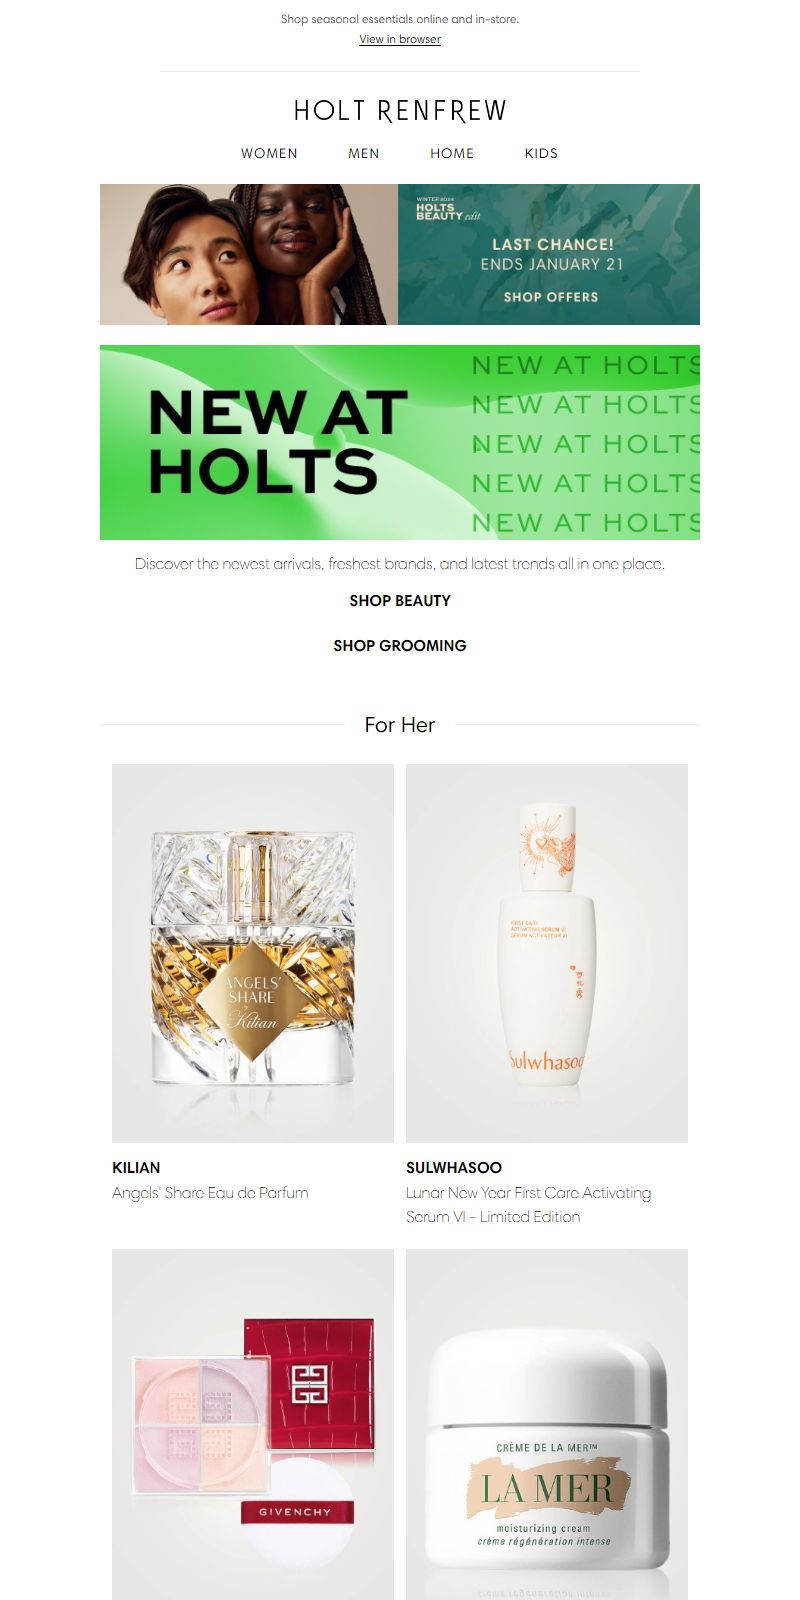 Shop seasonal essentials online and in-store.
View in browser
HOLT RENFREW
WOMEN MEN HOME KIDS
WINTER 2024
HOLTS
BEAUTY edit
LAST CHANCE!
ENDS JANUARY 21
SHOP OFFERS
NEW AT
HOLTS
NEW AT HOLTS
NEW AT HOLTS
NEW AT HOLTS
NEW AT HOLTS
NEW AT HOLTS
Discover the newest arrivals, freshest brands, and latest trends all in one place.
SHOP BEAUTY
SHOP GROOMING
For Her
ANGELS'
SHARE
by
Kilian
FIRST CARE
ACTIVATING SERUM VI
SÉRUM ACTIVATEUR VI
Sulwhasoo
KILIAN
Angels' Share Eau de Parfum
SULWHASOO
Lunar New Year First Care Activating
Serum VI – Limited Edition
GIVENCHY
CRÈME DE LA MER™
LA MER
moisturizing cream
crème régénération intense